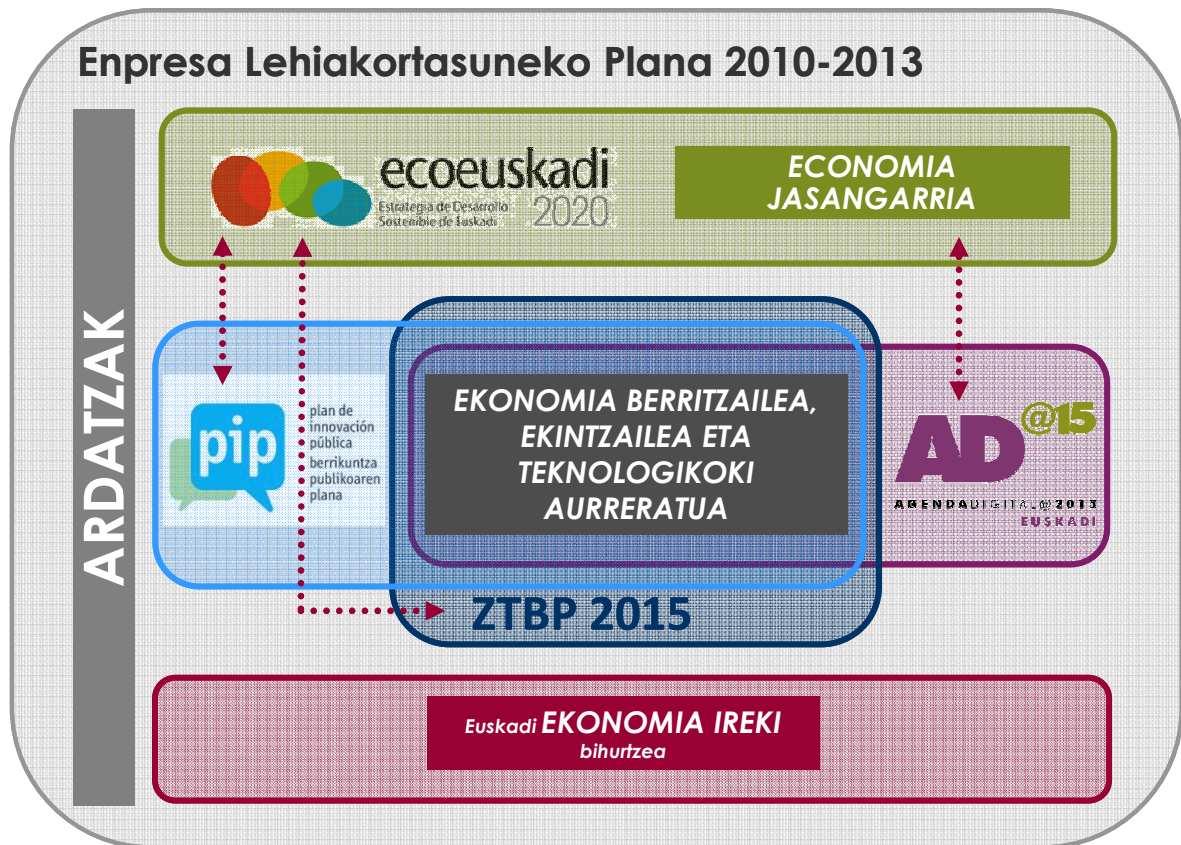 Enpresa Lehiakortasuneko Plana 2010-2013
ARDATZAK
ecoeuskadi
Estrategia de Desarrollo
Sostenible de Euskadi
2020
ECONOMIA
JASANGARRIA
pip
plan de
innovación
pública
berrikuntza
publikoaren
plana
EKONOMIA BERRITZAILEA,
EKINTZAILEA ETA
TEKNOLOGIKOKI
AURRERATUA
AD@15
AGENDADIGITAL@2015
EUSKADI
ZTBP 2015
Euskadi EKONOMIA IREKI
bihurtzea